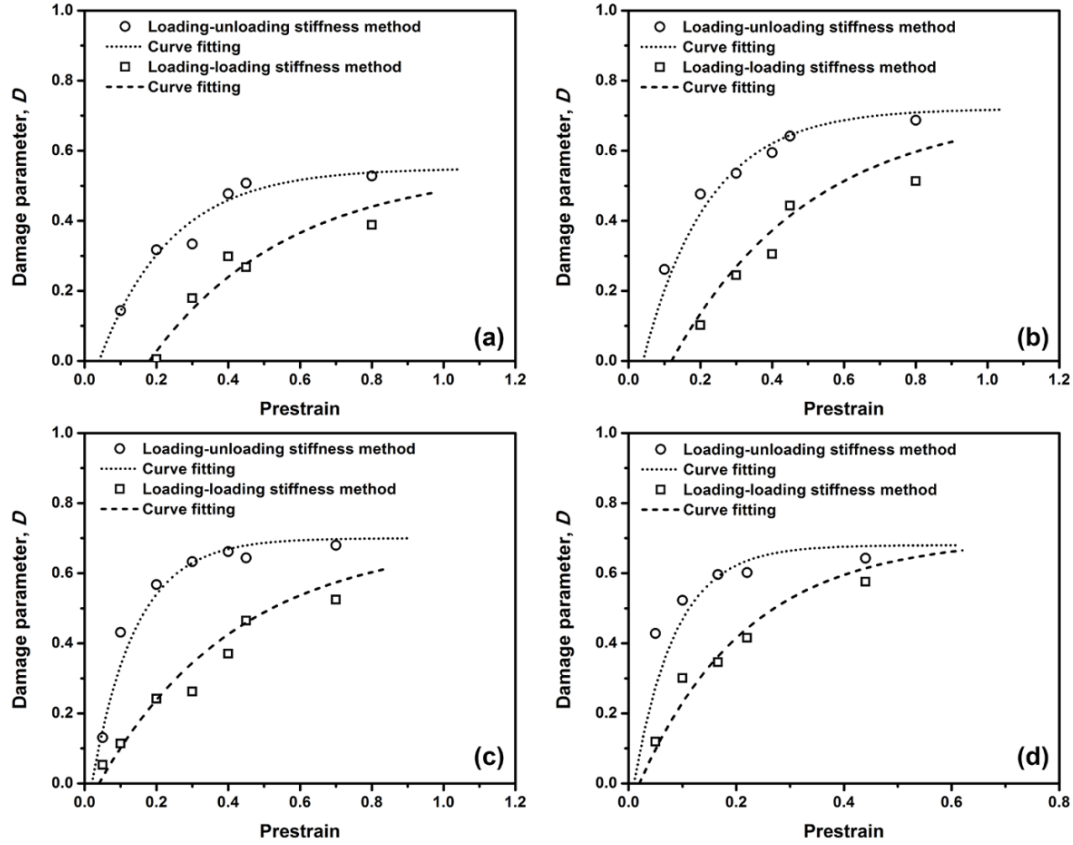 1.0
0.8
0.6
0.4
0.2
0.0
Damage parameter, D
Loading-unloading stiffness method
Curve fitting
Loading-loading stiffness method
Curve fitting
(a)
0.0 0.2 0.4 0.6 0.8 1.0 1.2
Prestrain
1.0
0.8
0.6
0.4
0.2
0.0
Damage parameter, D
Loading-unloading stiffness method
Curve fitting
Loading-loading stiffness method
Curve fitting
(b)
0.0 0.2 0.4 0.6 0.8 1.0 1.2
Prestrain
1.0
0.8
0.6
0.4
0.2
0.0
Damage parameter, D
Loading-unloading stiffness method
Curve fitting
Loading-loading stiffness method
Curve fitting
(c)
0.0 0.2 0.4 0.6 0.8 1.0 1.2
Prestrain
1.0
0.8
0.6
0.4
0.2
0.0
Damage parameter, D
Loading-unloading stiffness method
Curve fitting
Loading-loading stiffness method
Curve fitting
(d)
0.0 0.2 0.4 0.6 0.8
Prestrain